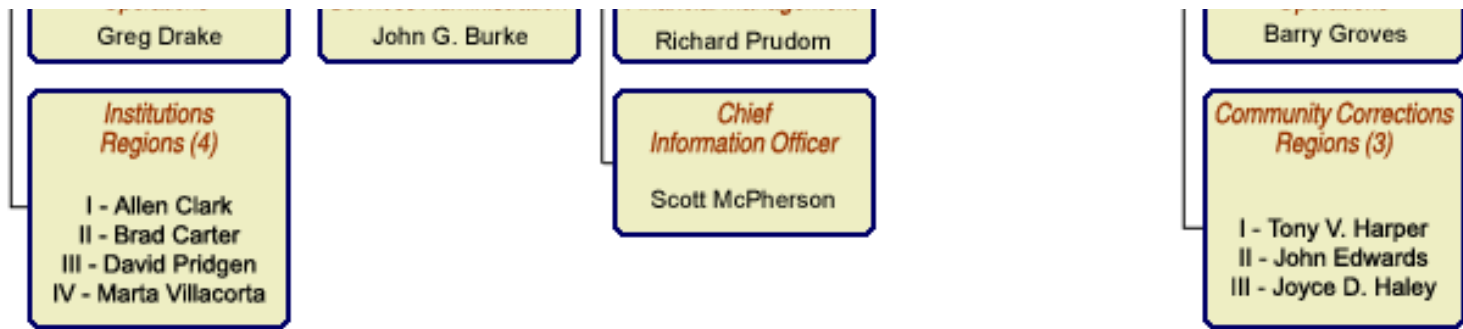 Greg Drake
John G. Burke
Richard Prudom
Barry Groves
Institutions
Regions (4)
I - Allen Clark
II - Brad Carter
III - David Pridgen
IV - Marta Villacorta
Chief
Information Officer
Scott McPherson
Community Corrections
Regions (3)
I - Tony V. Harper
II - John Edwards
III - Joyce D. Haley